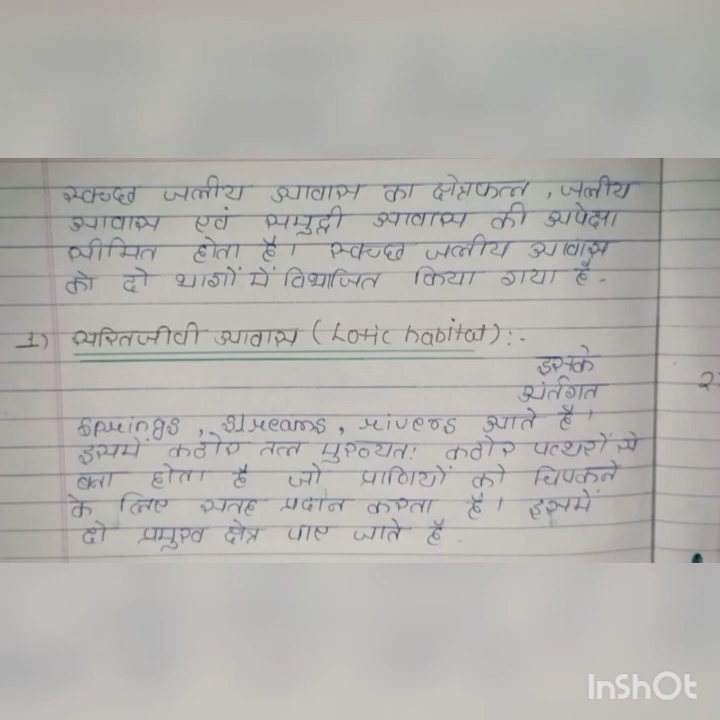 स्वच्छ जलीय आवास का क्षेत्रफल , जलीय
आवास एवं समुद्री आवास की अपेक्षा
सीमित होता है। स्वच्छ जलीय आवास
को दो भागों में विभाजित किया गया है -
1) सरितजीवी आवास ( Lotic habitat ) :-
इसके
अंर्तगत
springs , streams , rivers आते है।
इसमें कठोर तल मुख्यतः कठोर पत्थरों से
बना होता है जो प्राणियों को चिपकने
के लिए सतह प्रदान करता है। इसमें
दो प्रमुख क्षेत्र पाए जाते है .
2
InShOt